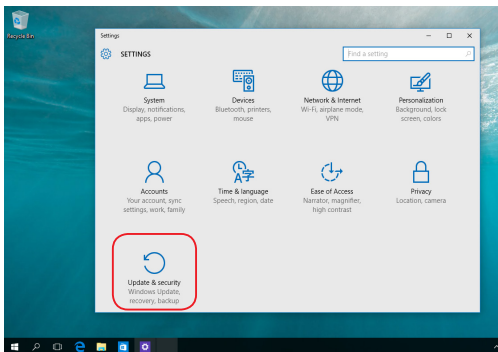 Recycle Bin
Settings
SETTINGS
Find a setting
System
Display, notifications,
apps, power
Devices
Bluetooth, printers,
mouse
Network & Internet
Wi-Fi, airplane mode,
VPN
Personalization
Background, lock
screen, colors
Accounts
Your account, sync
settings, work, family
Time & language
Speech, region, date
Ease of Access
Narrator, magnifier,
high contrast
Privacy
Location, camera
Update & security
Windows Update,
recovery, backup